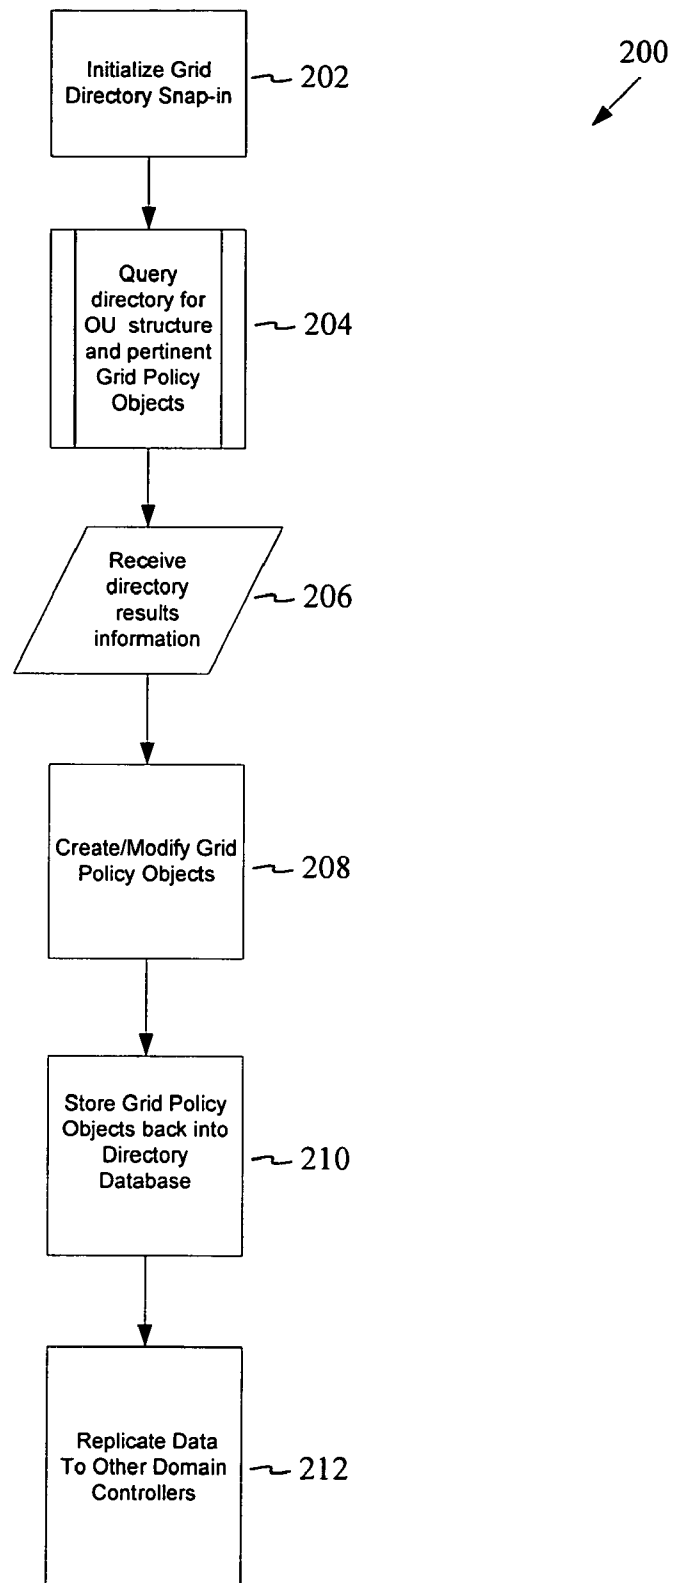 200
Initialize Grid
Directory Snap-in
202
Query
directory for
OU structure
and pertinent
Grid Policy
Objects
204
Receive
directory
results
information
206
Create/Modify Grid
Policy Objects
208
Store Grid Policy
Objects back into
Directory
Database
210
Replicate Data
To Other Domain
Controllers
212